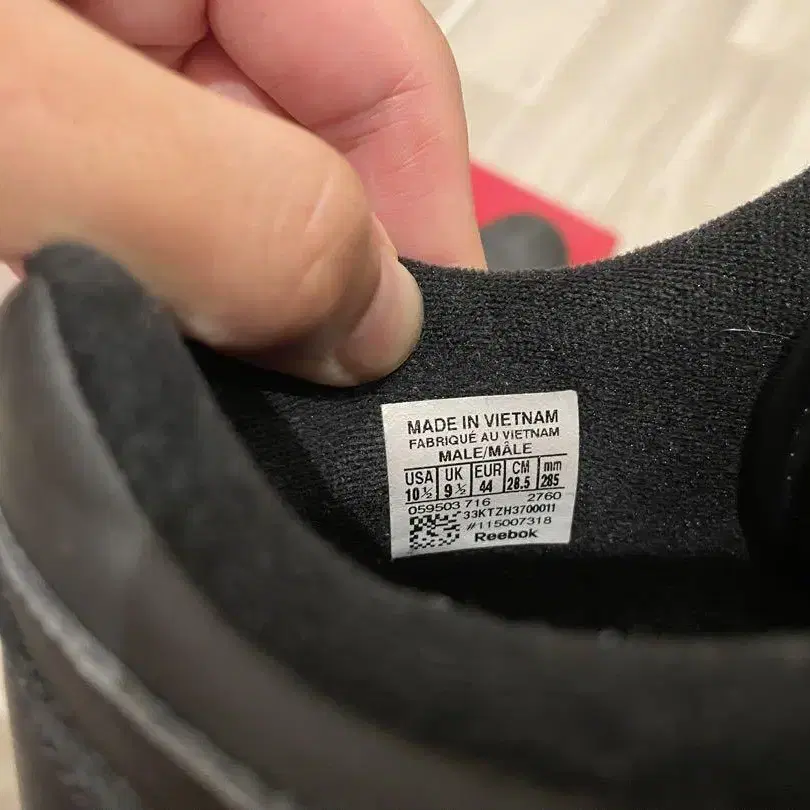 MADE IN VIETNAM
FABRIQUÉ AU VIETNAM
MALE/MÂLE
USA UK EUR CM mm
10½ 9½ 44 28.5 285
059503 716 2760
33KTZH3700011
#115007318
Reebok